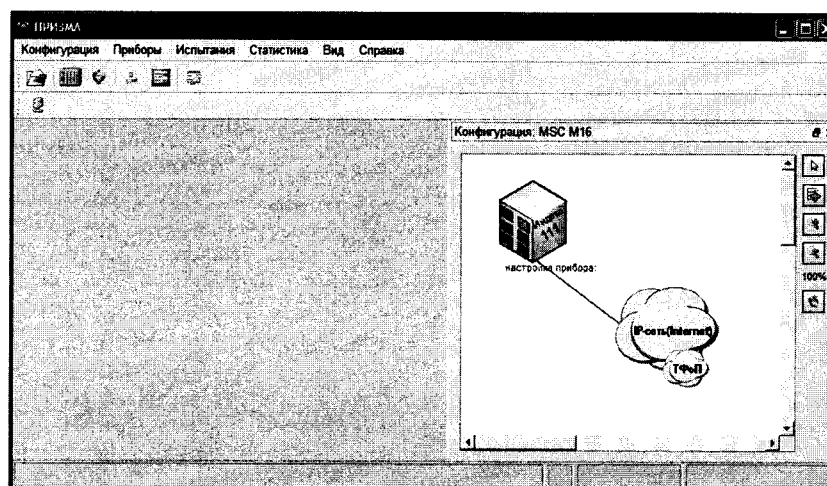 ПРИЗМА
Конфигурация Приборы Испытания Статистика Вид Справка
Конфигурация: MSC M16
настройка прибора:
100%
IP-сеть(Internet)
ТФоП